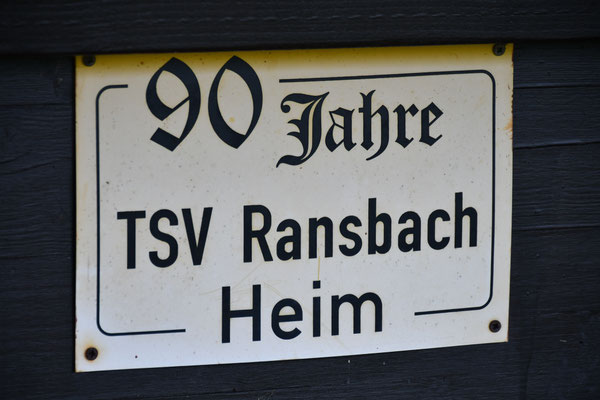 90 Jahre
TSV Ransbach
Heim